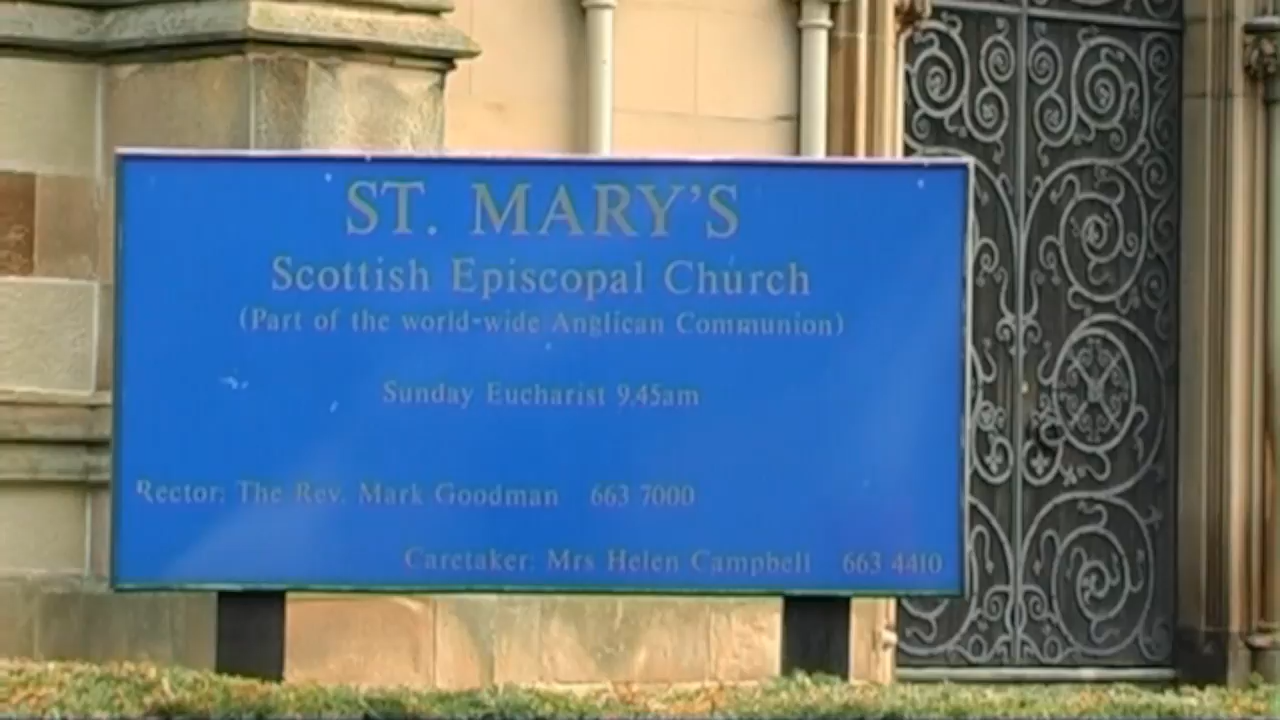 ST. MARY'S
Scottish Episcopal Church
(Part of the world-wide Anglican Communion)
Sunday Eucharist 9.45am
Rector: The Rev. Mark Goodman 663 7000
Caretaker: Mrs Helen Campbell 663 4410